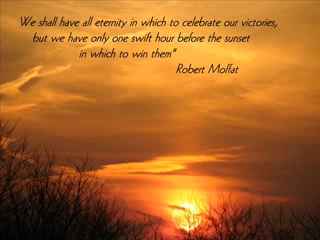 We shall have all eternity in which to celebrate our victories,
but we have only one swift hour before the sunset
in which to win them"
Robert Moffat